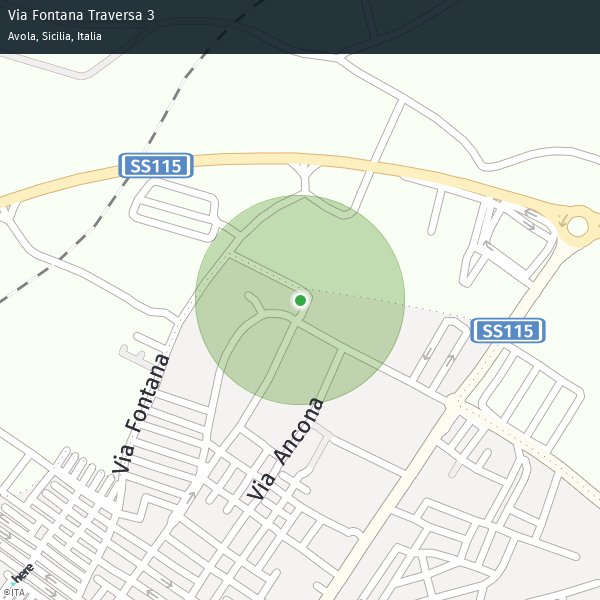 Via Fontana Traversa 3
Avola, Sicilia, Italia
SS115
SS115
Via Fontana
Via Ancona
here
©ITA